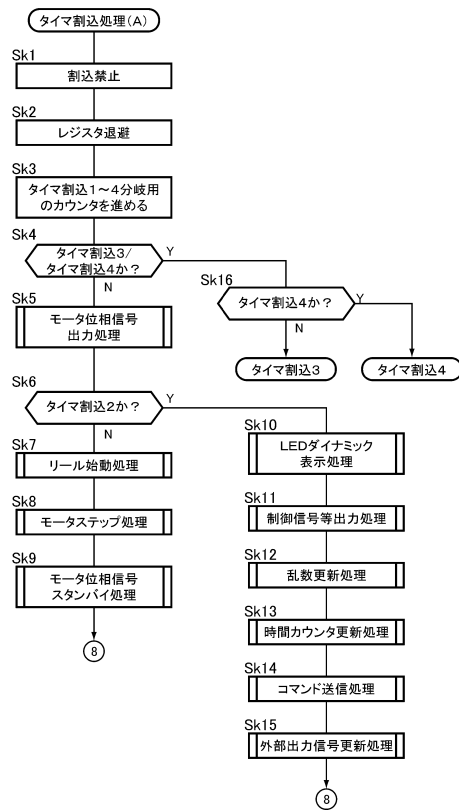 タイマ割込処理(A)
Sk1
割込禁止
Sk2
レジスタ退避
Sk3
タイマ割込1～4分岐用
のカウンタを進める
Sk4
タイマ割込3/
タイマ割込4か?
Y
N
Sk16
タイマ割込4か?
Y
N
タイマ割込3
タイマ割込4
Sk5
モータ位相信号
出力処理
Sk6
タイマ割込2か?
Y
N
Sk7
リール始動処理
Sk8
モータステップ処理
Sk9
モータ位相信号
スタンバイ処理
8
Sk10
LEDダイナミック
表示処理
Sk11
制御信号等出力処理
Sk12
乱数更新処理
Sk13
時間カウンタ更新処理
Sk14
コマンド送信処理
Sk15
外部出力信号更新処理
8